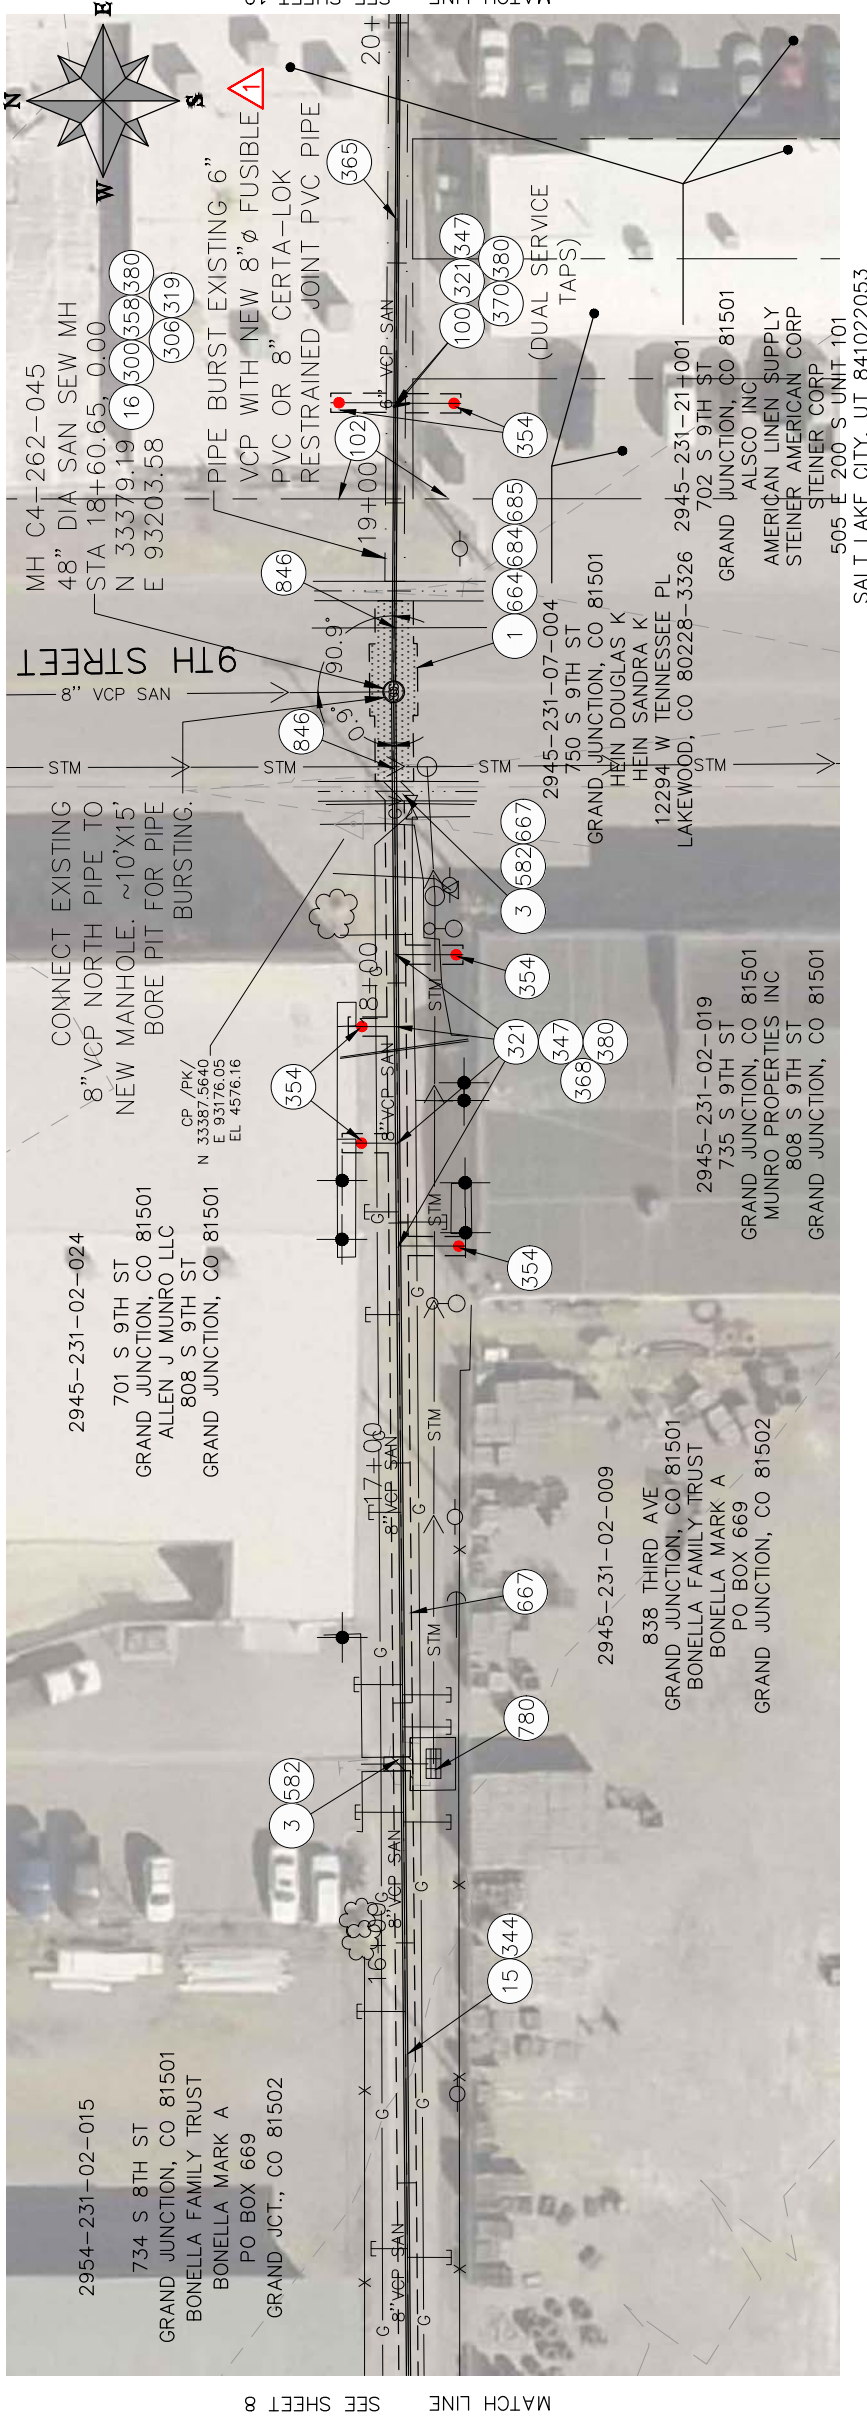 MATCH LINE SEE SHEET 8
2954-231-02-015
734 S 8TH ST
GRAND JUNCTION, CO 81501
BONELLA FAMILY TRUST
BONELLA MARK A
PO BOX 669
GRAND JCT., CO 81502
8" VCP SAN
G
G
G
G
15 344
16+00
8" VCP SAN
G
G
3 582
780
STM
667
G
G
2945-231-02-009
838 THIRD AVE
GRAND JUNCTION, CO 81501
BONELLA FAMILY TRUST
BONELLA MARK A
PO BOX 669
GRAND JUNCTION, CO 81502
17+00
8" VCP SAN
G
STM
2945-231-02-024
701 S 9TH ST
GRAND JUNCTION, CO 81501
ALLEN J MUNRO LLC
808 S 9TH ST
GRAND JUNCTION, CO 81501
G
G
STM
354
354
8" VCP SAN
18+00
G
STM
354
321
347
368 380
2945-231-02-019
735 S 9TH ST
GRAND JUNCTION, CO 81501
MUNRO PROPERTIES INC
808 S 9TH ST
GRAND JUNCTION, CO 81501
CP /PK/
N 33387.5640
E 93176.05
EL 4576.16
CONNECT EXISTING
8" VCP NORTH PIPE TO
NEW MANHOLE. ~10'X15'
BORE PIT FOR PIPE
BURSTING.
3 582 667
STM
STM
STM
STM
846
846
90.9°
8" VCP SAN
9TH STREET
1 664 684 685
MH C4-262-045
48" DIA SAN SEW MH
STA 18+60.65, 0.00
N 33379.19
E 93203.58
16 300 358 380
306 319
2945-231-07-004
750 S 9TH ST
GRAND JUNCTION, CO 81501
HEIN DOUGLAS K
HEIN SANDRA K
12294 W TENNESSEE PL
LAKEWOOD, CO 80228-3326
PIPE BURST EXISTING 6"
VCP WITH NEW 8"ø FUSIBLE
PVC OR 8" CERTA-LOK
RESTRAINED JOINT PVC PIPE
1
19+00
102
354
6" VCP SAN
100 321 347
370 380
(DUAL SERVICE
TAPS)
365
20+
2945-231-21-001
702 S 9TH ST
GRAND JUNCTION, CO 81501
ALSCO INC
AMERICAN LINEN SUPPLY
STEINER AMERICAN CORP
STEINER CORP
505 E 200 S UNIT 101
SALT LAKE CITY, UT 841022053
N
E
S
W
MATCH LINE SEE SHEET 10